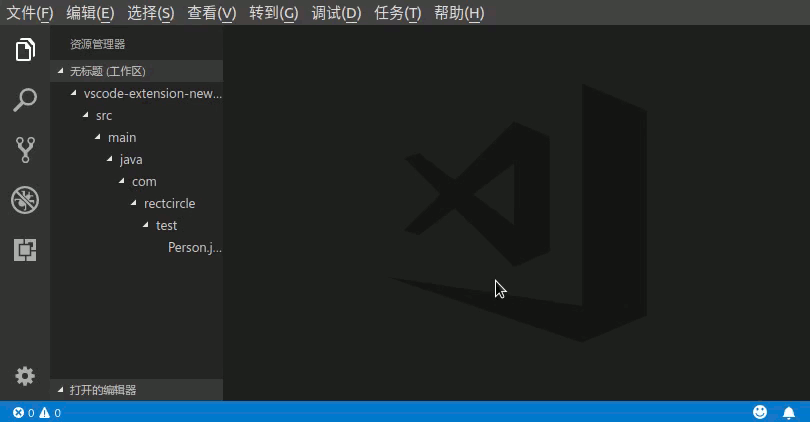 文件(F) 编辑(E) 选择(S) 查看(V) 转到(G) 调试(D) 任务(T) 帮助(H)
资源管理器
无标题 (工作区)
vscode-extension-new...
src
main
java
com
rectcircle
test
Person.j...
打开的编辑器
0 0